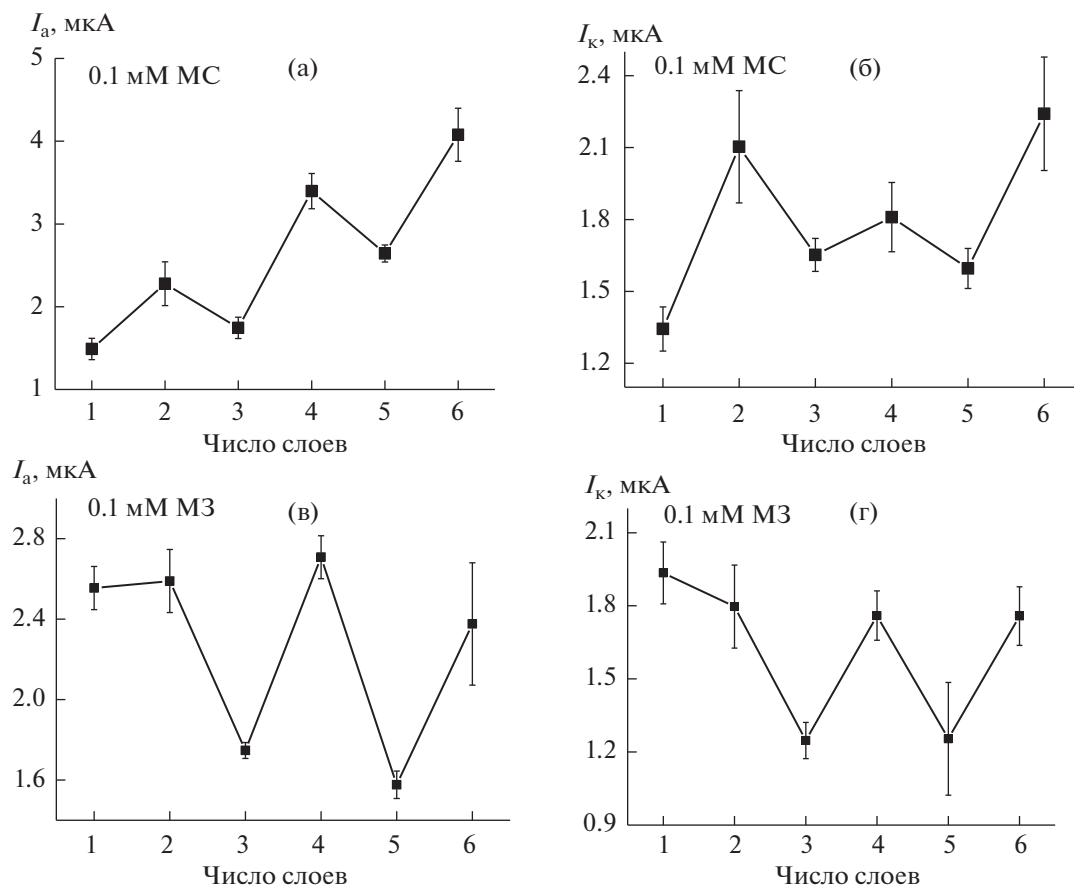 Iа, мкА
5
4
3
2
1
0.1 мМ МС
(а)
1 2 3 4 5 6
Число слоев
Iк, мкА
2.4
2.1
1.8
1.5
1.2
0.1 мМ МС
(б)
1 2 3 4 5 6
Число слоев
Iа, мкА
2.8
2.4
2.0
1.6
0.1 мМ МЗ
(в)
1 2 3 4 5 6
Число слоев
Iк, мкА
2.1
1.8
1.5
1.2
0.9
0.1 мМ МЗ
(г)
1 2 3 4 5 6
Число слоев